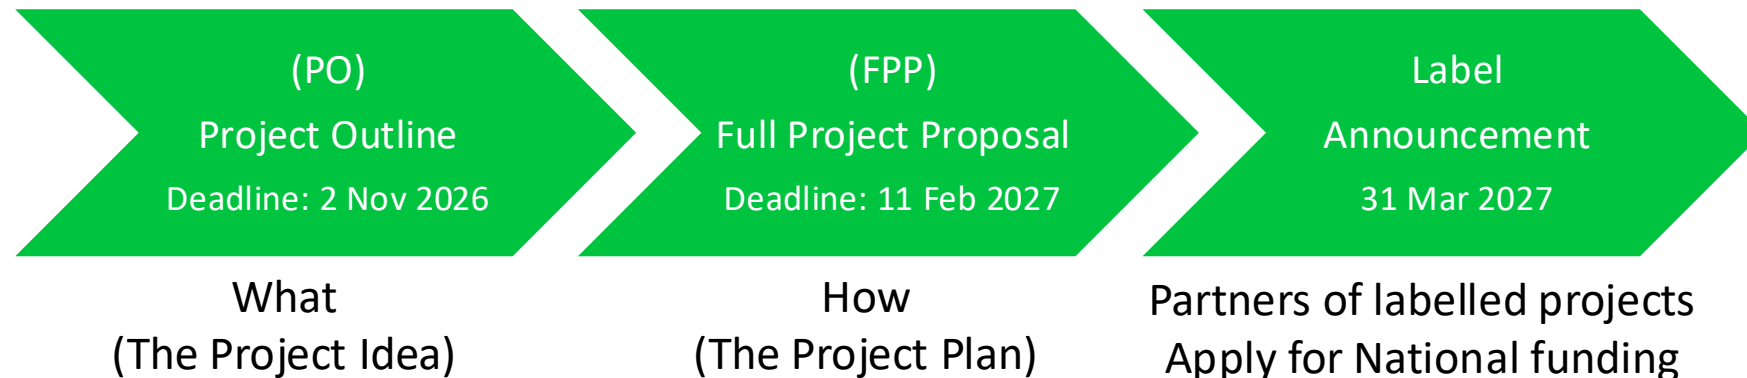 (PO)
Project Outline
Deadline: 2 Nov 2026
What
(The Project Idea)
(FPP)
Full Project Proposal
Deadline: 11 Feb 2027
How
(The Project Plan)
Label
Announcement
31 Mar 2027
Partners of labelled projects
Apply for National funding